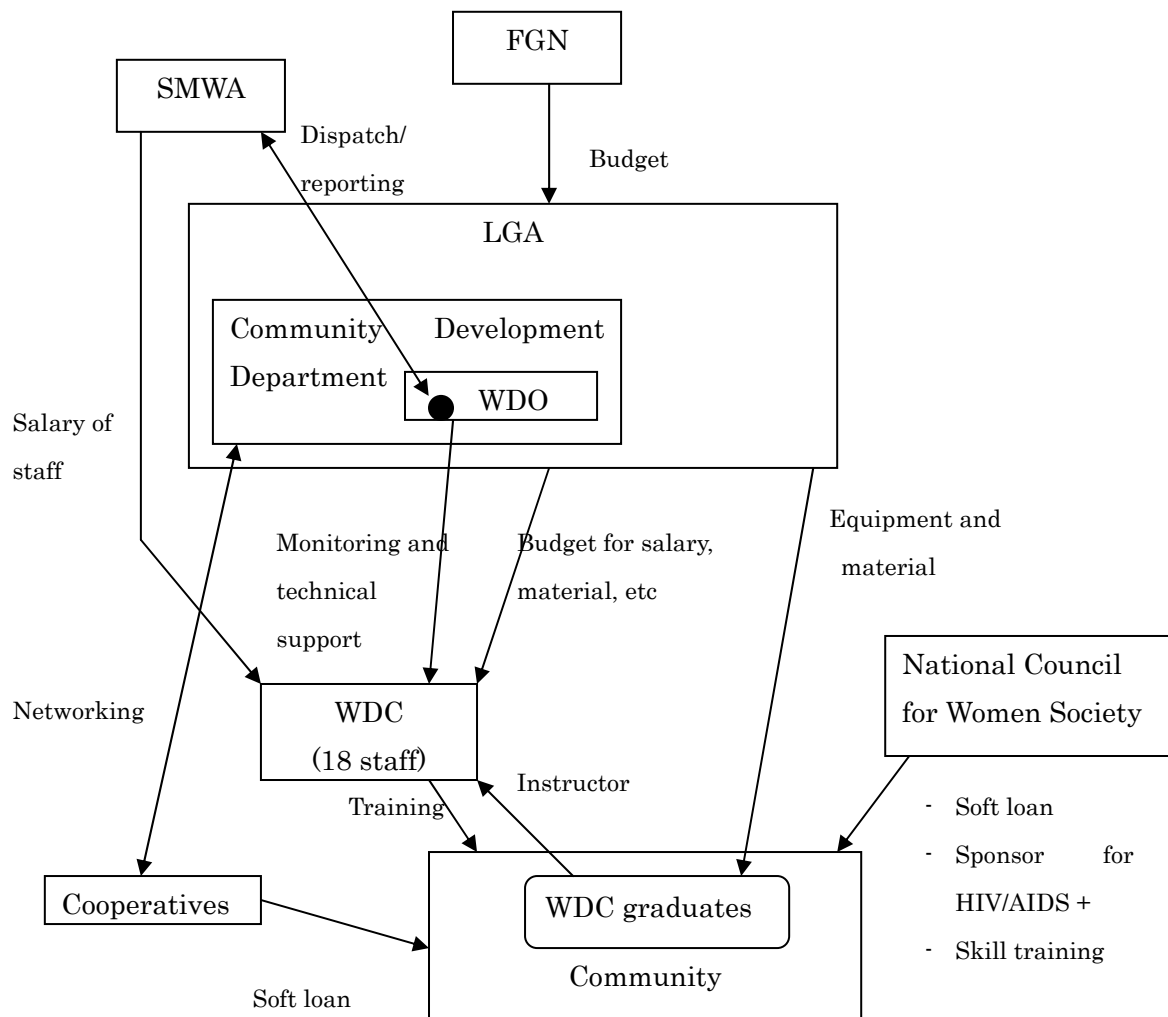 FGN
SMWA
Dispatch/
reporting
Budget
LGA
Community Development
Department
WDO
Salary of
staff
Equipment and
material
Monitoring and
technical
support
Budget for salary,
material, etc
National Council
for Women Society
Networking
WDC
(18 staff)
Instructor
Training
- Soft loan
- Sponsor for
HIV/AIDS +
- Skill training
Cooperatives
WDC graduates
Community
Soft loan